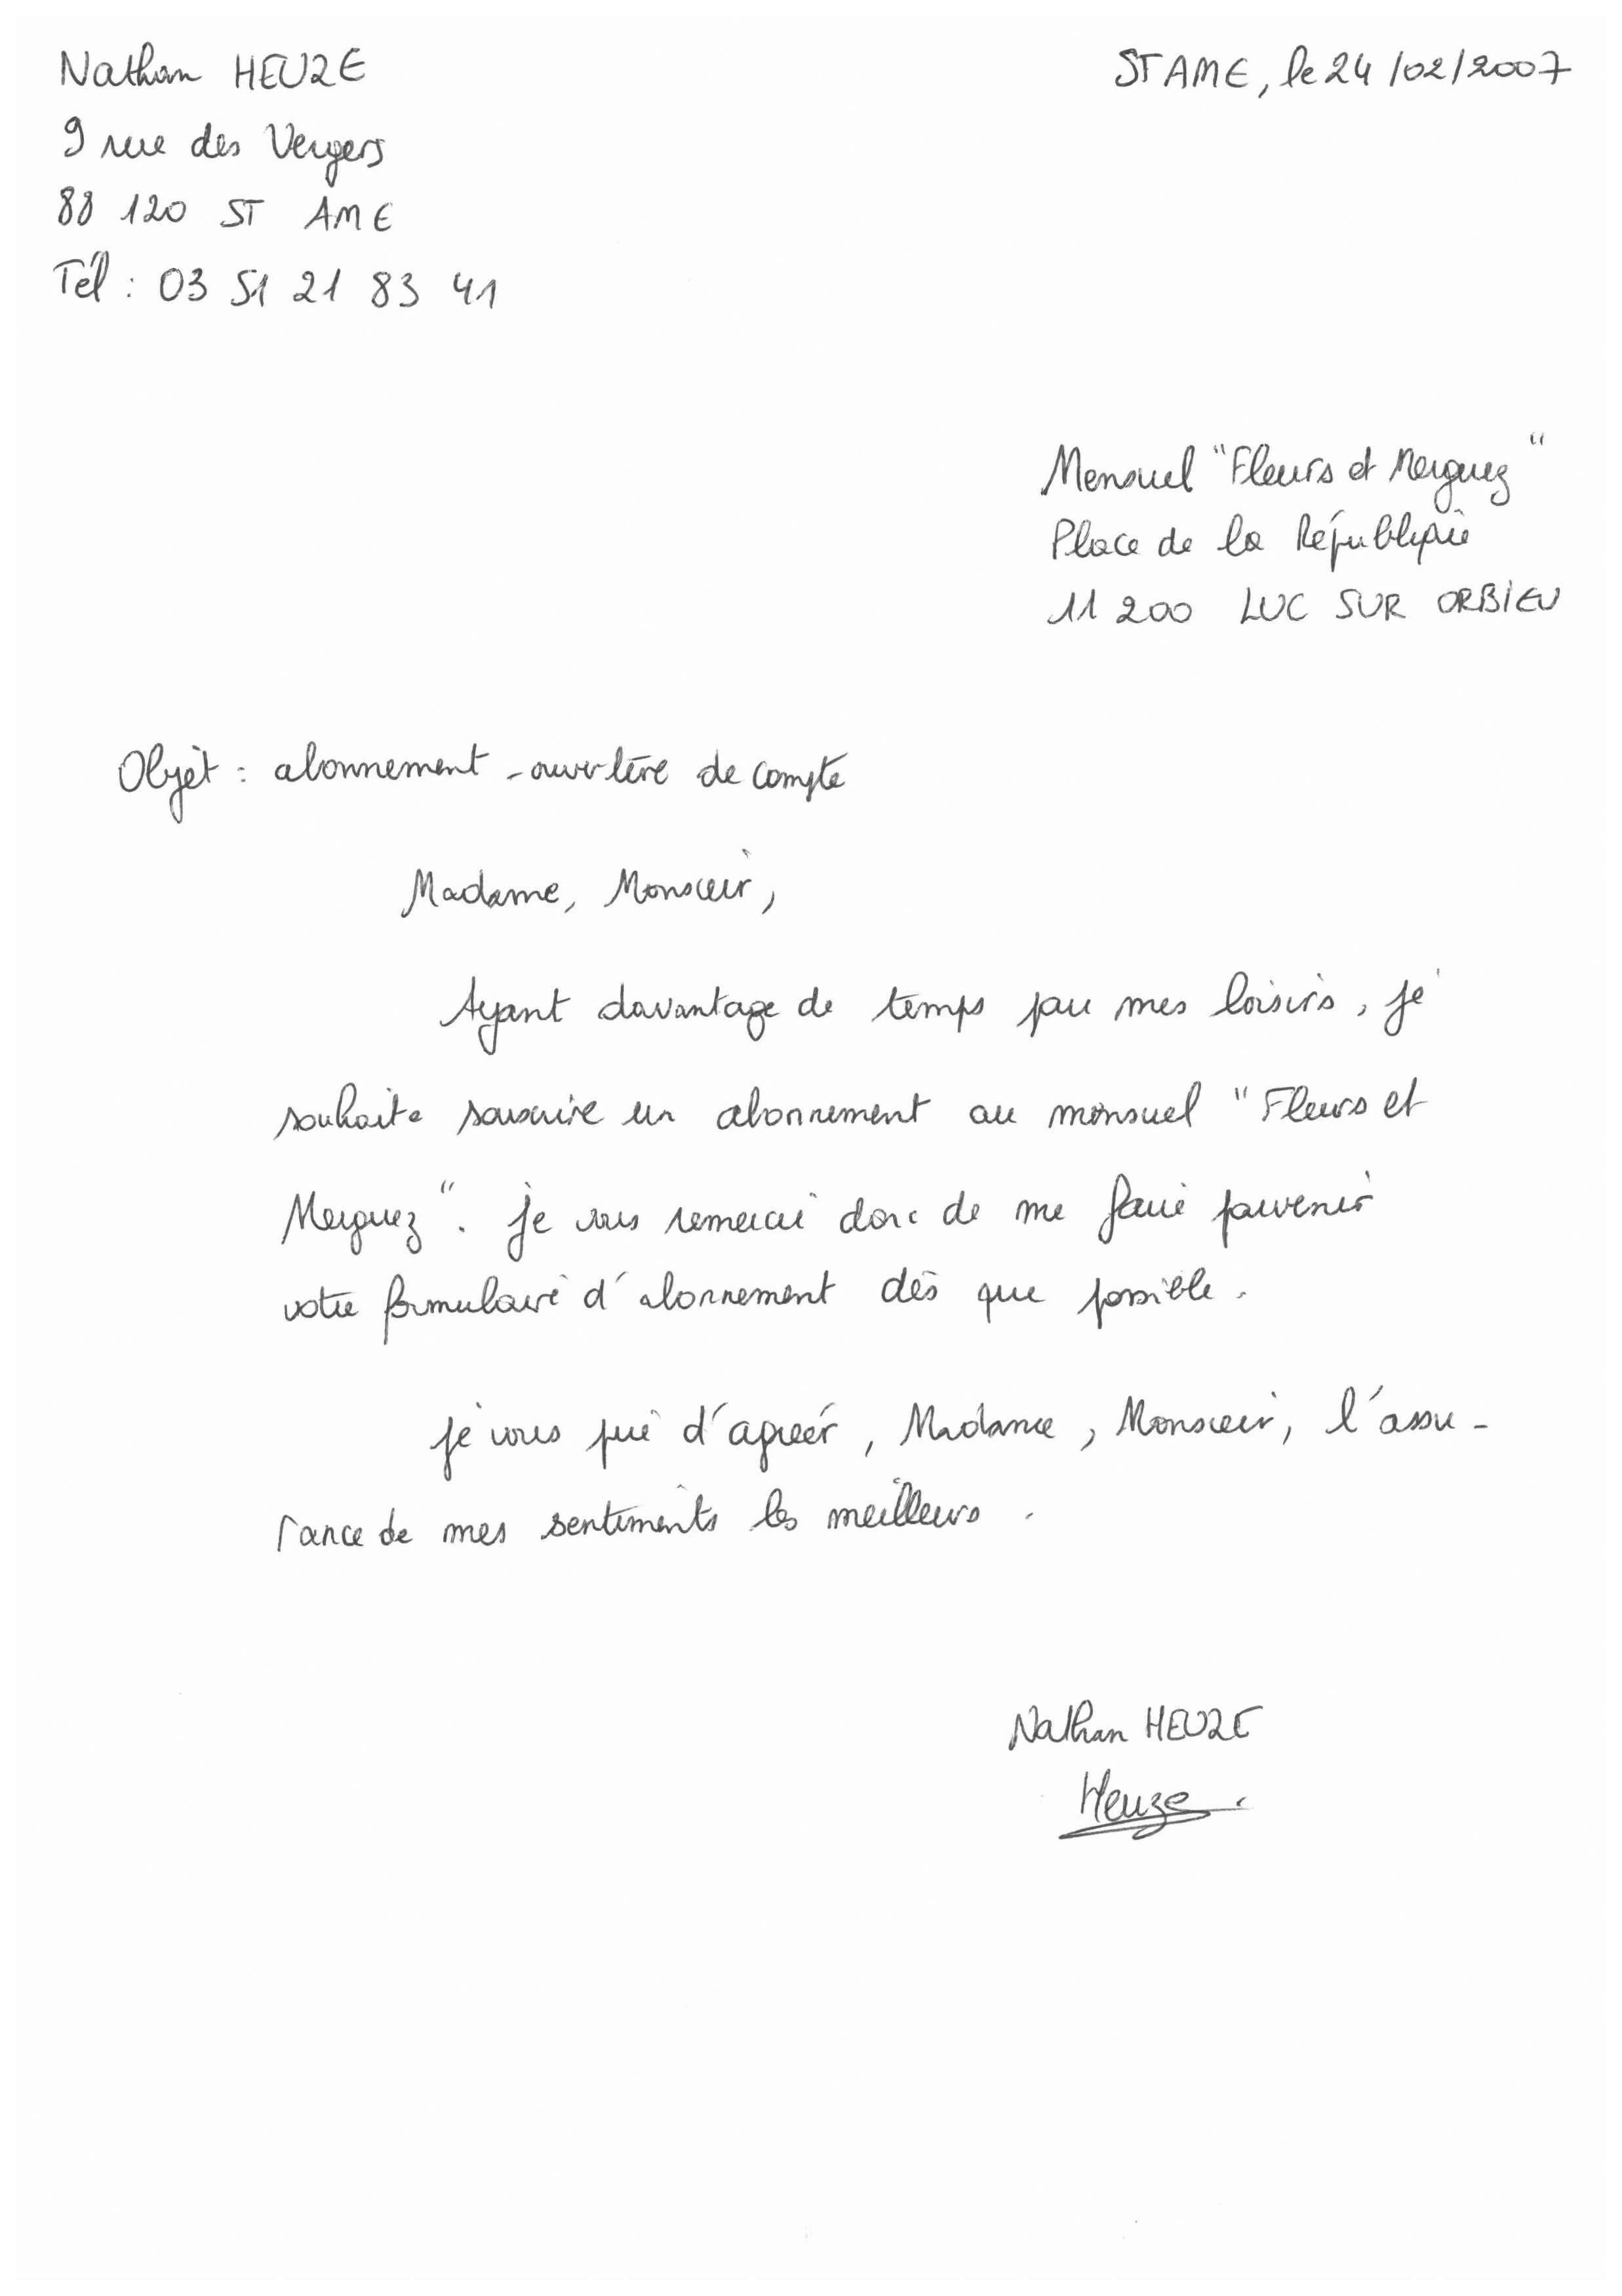 Nathan HEUZE
STAME, le 24/02/2007
9 rue des Vergers
88 120 ST AME
Tél : 03 51 21 83 41
Mensuel "Fleurs et Merguez"
Place de la République
11 200 LUC SUR ORBIEU
Objet : abonnement - ouverture de compte
Madame, Monsieur,
Ayant davantage de temps pour mes loisirs, je
souhaite souscrire un abonnement au mensuel "Fleurs et
Merguez". je vous remercie donc de me faire parvenir
votre formulaire d'abonnement dès que possible.
je vous prie d'agréer, Madame, Monsieur, l'assu-
rance de mes sentiments les meilleurs.
Nathan HEUZE
Heuze